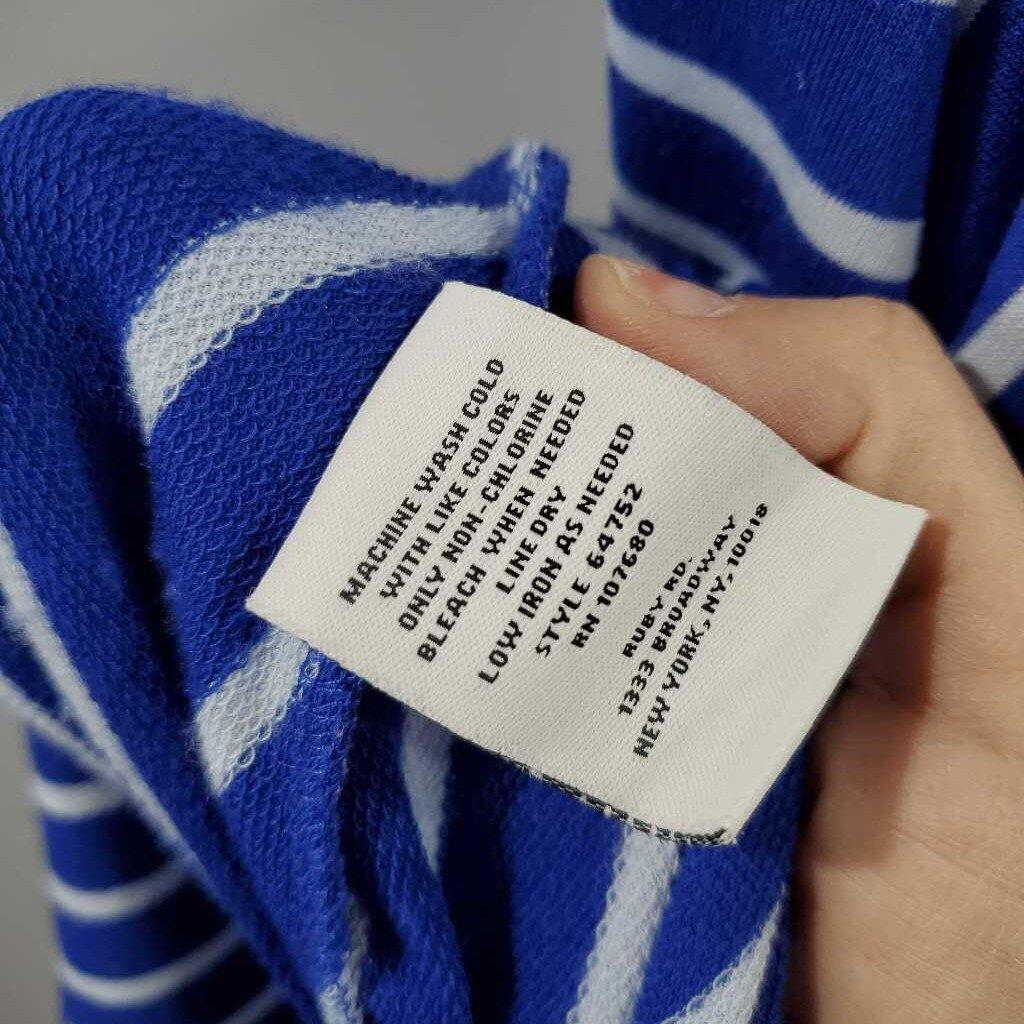 MACHINE WASH COLD
WITH LIKE COLORS
ONLY NON-CHLORINE
BLEACH WHEN NEEDED
LINE DRY
LOW IRON AS NEEDED
STYLE 64752
RN 107680
RUBY RD.
1333 BROADWAY
NEW YORK, NY, 10018